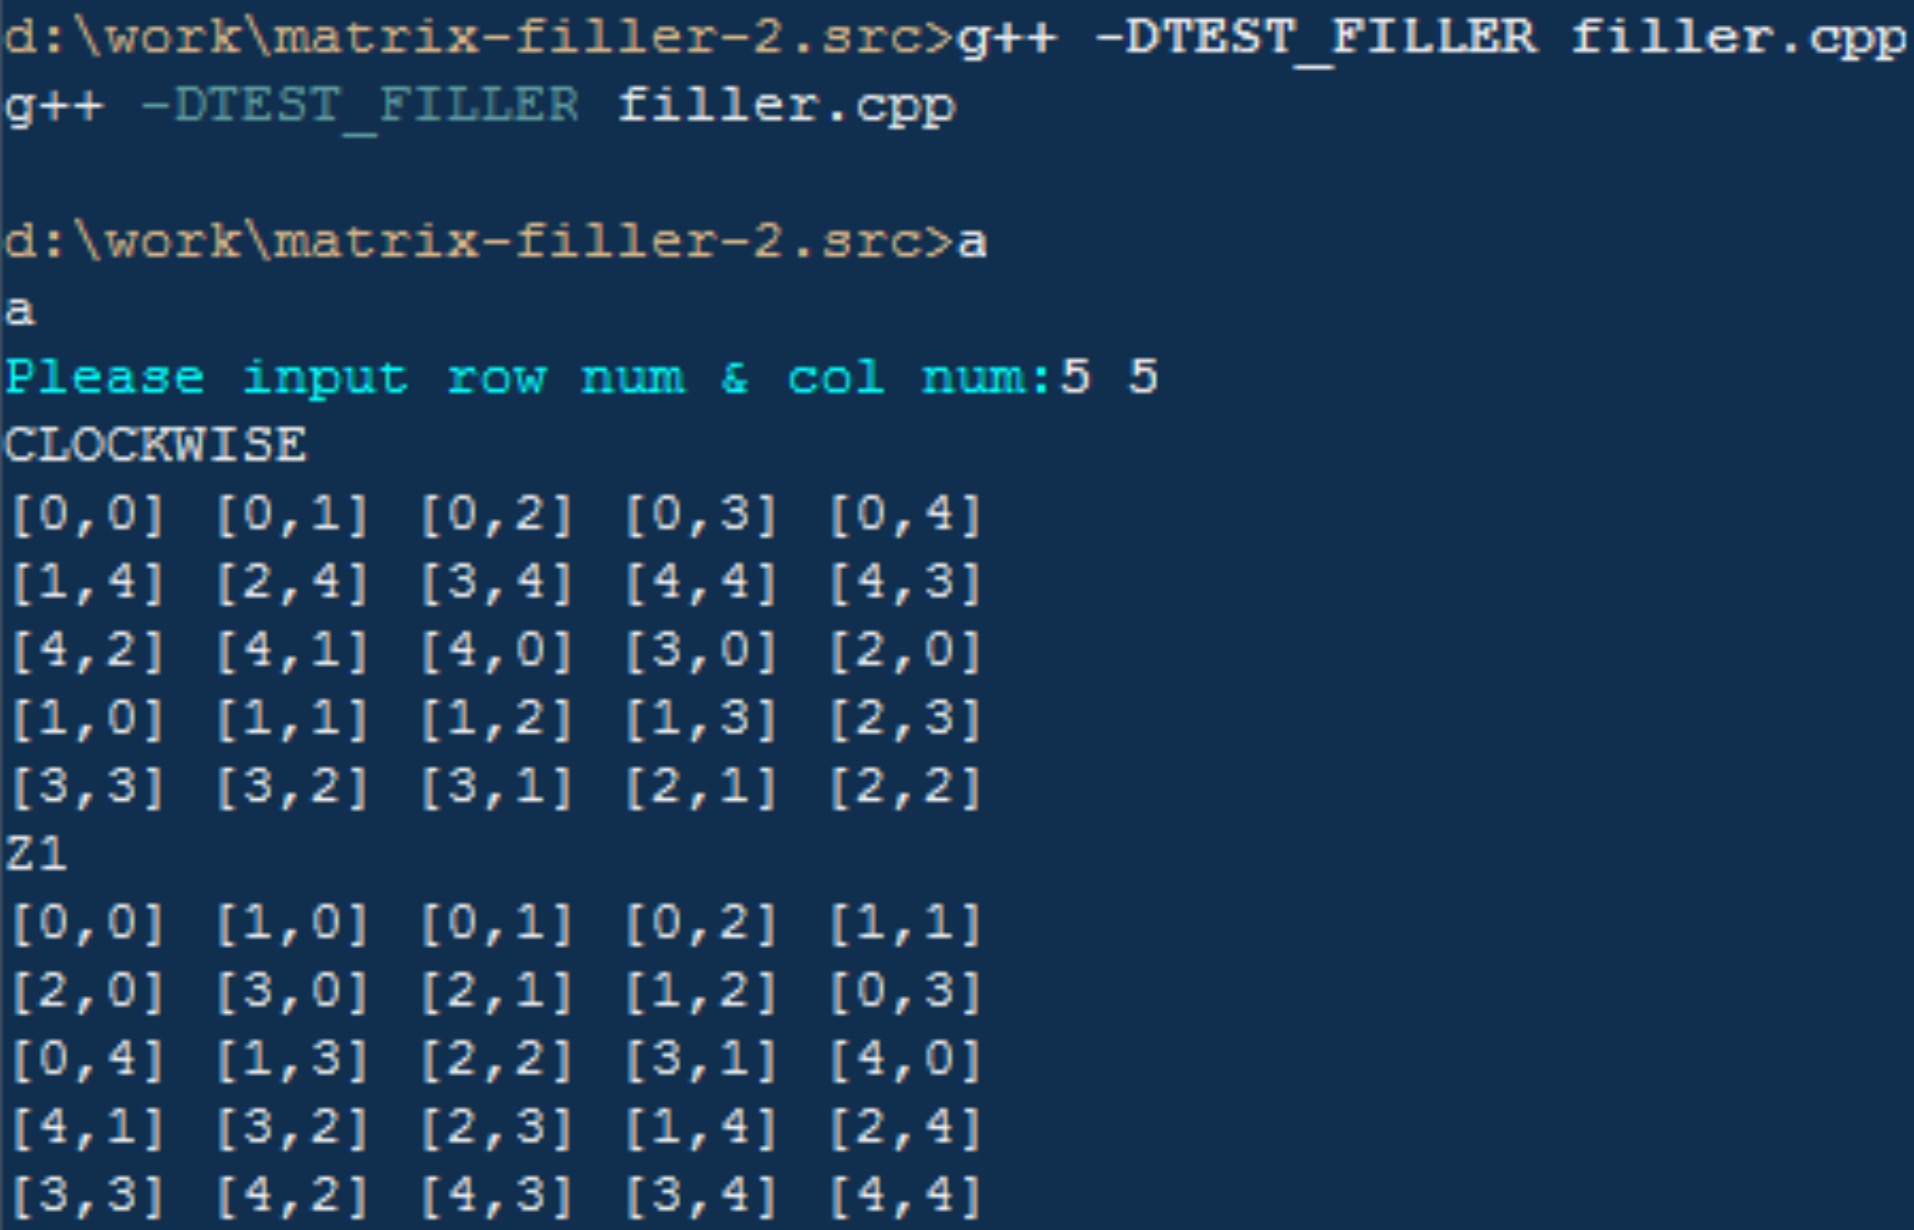 d:\work\matrix-filler-2.src>g++ -DTEST_FILLER filler.cpp
g++ -DTEST_FILLER filler.cpp
d:\work\matrix-filler-2.src>a
a
Please input row num & col num:5 5
CLOCKWISE
[0,0] [0,1] [0,2] [0,3] [0,4]
[1,4] [2,4] [3,4] [4,4] [4,3]
[4,2] [4,1] [4,0] [3,0] [2,0]
[1,0] [1,1] [1,2] [1,3] [2,3]
[3,3] [3,2] [3,1] [2,1] [2,2]
Z1
[0,0] [1,0] [0,1] [0,2] [1,1]
[2,0] [3,0] [2,1] [1,2] [0,3]
[0,4] [1,3] [2,2] [3,1] [4,0]
[4,1] [3,2] [2,3] [1,4] [2,4]
[3,3] [4,2] [4,3] [3,4] [4,4]